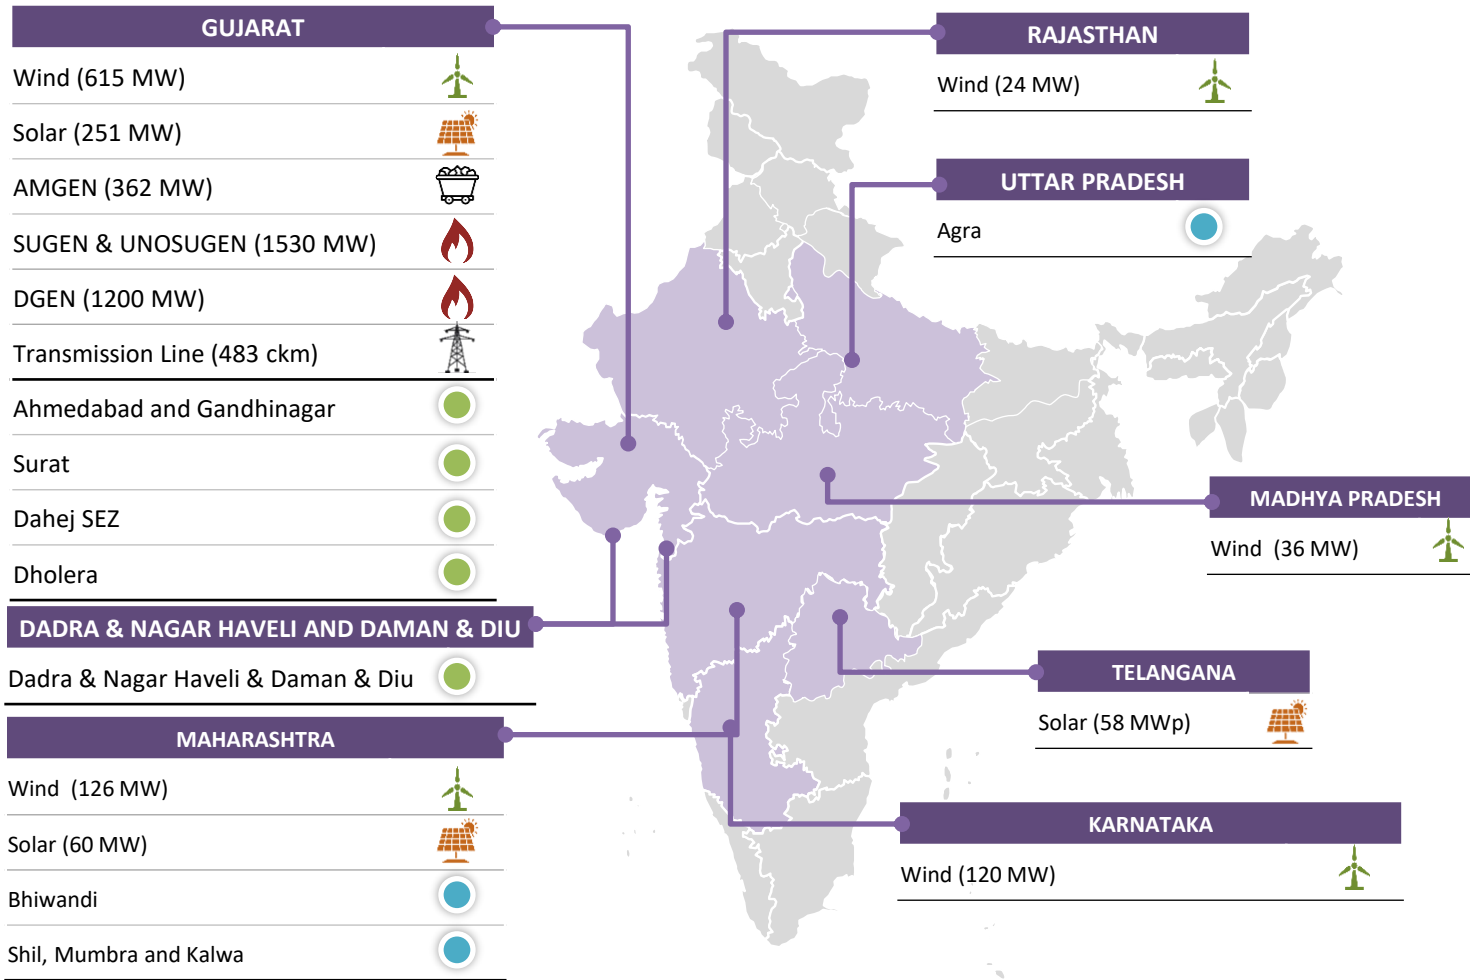 GUJARAT
Wind (615 MW)
Solar (251 MW)
AMGEN (362 MW)
SUGEN & UNOSUGEN (1530 MW)
DGEN (1200 MW)
Transmission Line (483 ckm)
Ahmedabad and Gandhinagar
Surat
Dahej SEZ
Dholera
DADRA & NAGAR HAVELI AND DAMAN & DIU
Dadra & Nagar Haveli & Daman & Diu
MAHARASHTRA
Wind (126 MW)
Solar (60 MW)
Bhiwandi
Shil, Mumbra and Kalwa
RAJASTHAN
Wind (24 MW)
UTTAR PRADESH
Agra
MADHYA PRADESH
Wind (36 MW)
TELANGANA
Solar (58 MWp)
KARNATAKA
Wind (120 MW)